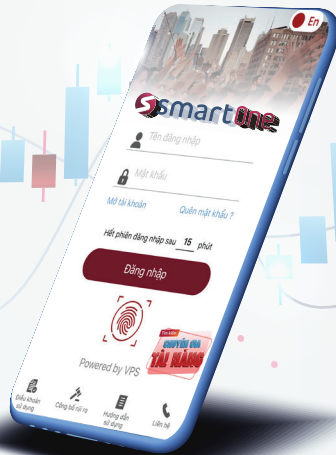 En
smartOne
Tên đăng nhập
Mật khẩu
Mở tài khoản
Quên mật khẩu ?
Hết phiên đăng nhập sau 15 phút
Đăng nhập
Tìm kiếm
CHUYÊN GIA
TÀI NĂNG
Powered by VPS
Điều khoản
sử dụng
Công bố rủi ro
Hướng dẫn
sử dụng
Liên hệ